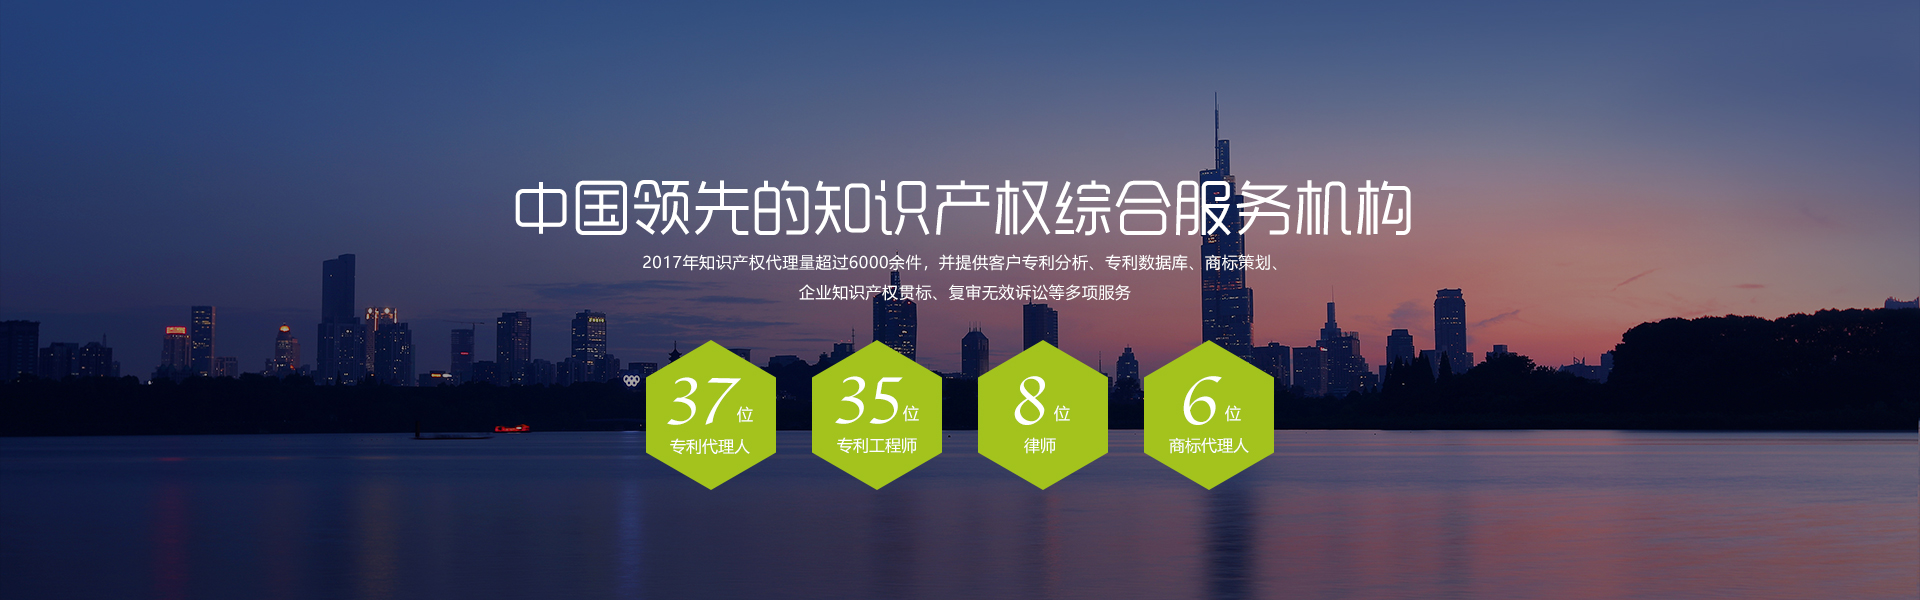 中国领先的知识产权综合服务机构
2017年知识产权代理量超过6000余件，并提供客户专利分析、专利数据库、商标策划、
企业知识产权贯标、复审无效诉讼等多项服务
37位
专利代理人
35位
专利工程师
8位
律师
6位
商标代理人